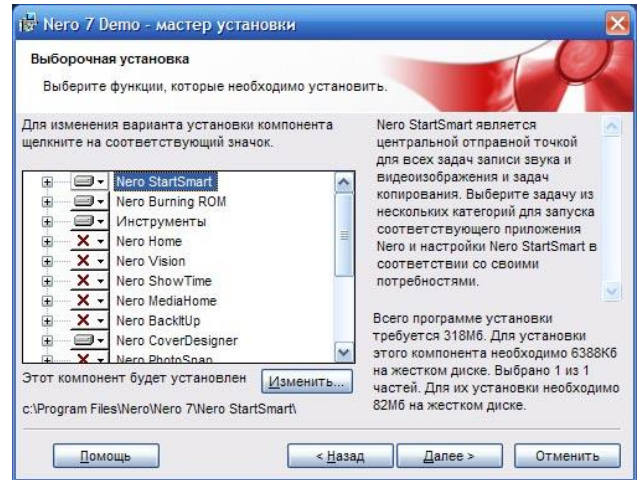 Nero 7 Demo - мастер установки
Выборочная установка
Выберите функции, которые необходимо установить.
Для изменения варианта установки компонента
щелкните на соответствующий значок.
Nero StartSmart
Nero Burning ROM
Инструменты
Nero Home
Nero Vision
Nero ShowTime
Nero MediaHome
Nero BackItUp
Nero CoverDesigner
Nero PhotoSnap
Nero StartSmart является
центральной отправной точкой
для всех задач записи звука и
видеоизображения и задач
копирования. Выберите задачу из
нескольких категорий для запуска
соответствующего приложения
Nero и настройки Nero StartSmart в
соответствии со своими
потребностями.
Всего программе установки
требуется 318Мб. Для установки
этого компонента необходимо 6388Кб
на жестком диске. Выбрано 1 из 1
частей. Для их установки необходимо
82Мб на жестком диске.
Этот компонент будет установлен
Изменить...
c:\Program Files\Nero\Nero 7\Nero StartSmart\
Помощь
< Назад
Далее >
Отменить